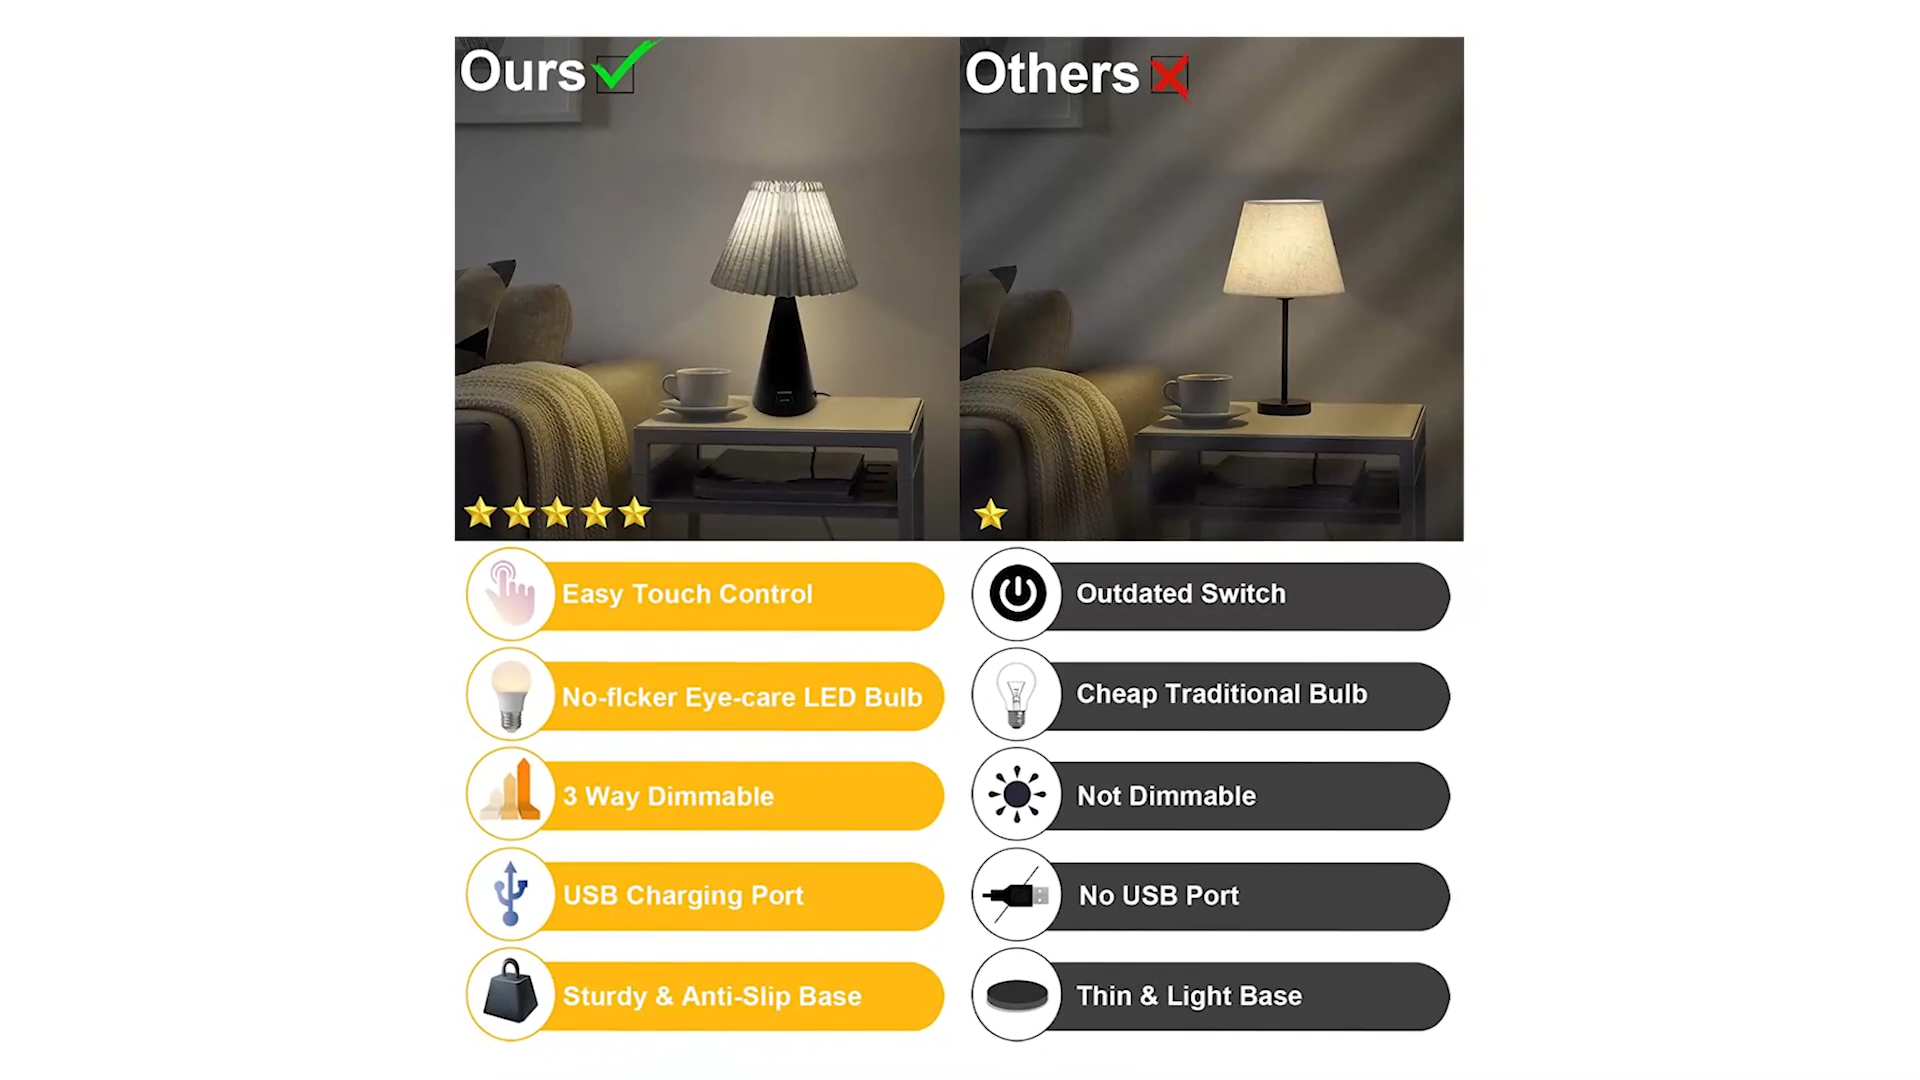 Ours
Others
Easy Touch Control
Outdated Switch
No-flcker Eye-care LED Bulb
Cheap Traditional Bulb
3 Way Dimmable
Not Dimmable
USB Charging Port
No USB Port
Sturdy & Anti-Slip Base
Thin & Light Base